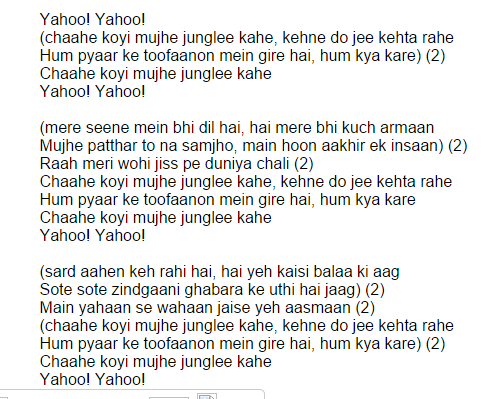 Yahoo! Yahoo!
(chaahe koyi mujhe junglee kahe, kehne do jee kehta rahe
Hum pyaar ke toofaanon mein gire hai, hum kya kare) (2)
Chaahe koyi mujhe junglee kahe
Yahoo! Yahoo!

(mere seene mein bhi dil hai, hai mere bhi kuch armaan
Mujhe patthar to na samjho, main hoon aakhir ek insaan) (2)
Raah meri wohi jiss pe duniya chali (2)
Chaahe koyi mujhe junglee kahe, kehne do jee kehta rahe
Hum pyaar ke toofaanon mein gire hai, hum kya kare
Chaahe koyi mujhe junglee kahe
Yahoo! Yahoo!

(sard aahen keh rahi hai, hai yeh kaisi balaa ki aag
Sote sote zindgaani ghabara ke uthi hai jaag) (2)
Main yahaan se wahaan jaise yeh aasmaan (2)
(chaahe koyi mujhe junglee kahe, kehne do jee kehta rahe
Hum pyaar ke toofaanon mein gire hai, hum kya kare) (2)
Chaahe koyi mujhe junglee kahe
Yahoo! Yahoo!